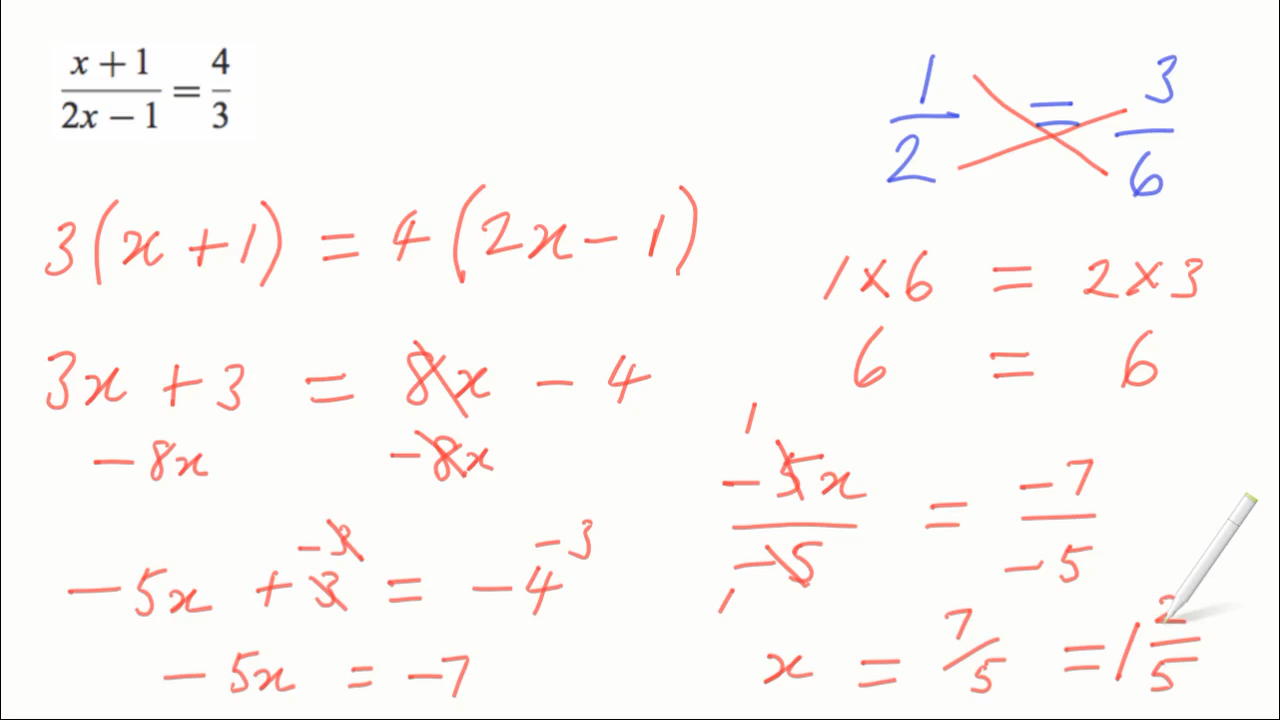 x + 1 / 2x − 1 = 4 / 3
3(x + 1) = 4(2x − 1)
3x + 3 = 8x − 4
−8x −8x
−3 −3
−5x + 3 = −4
−5x = −7
1 / 2 = 3 / 6
1 × 6 = 2 × 3
6 = 6
1
−5x / −5 = −7 / −5
1
x = 7/5 = 1 2/5